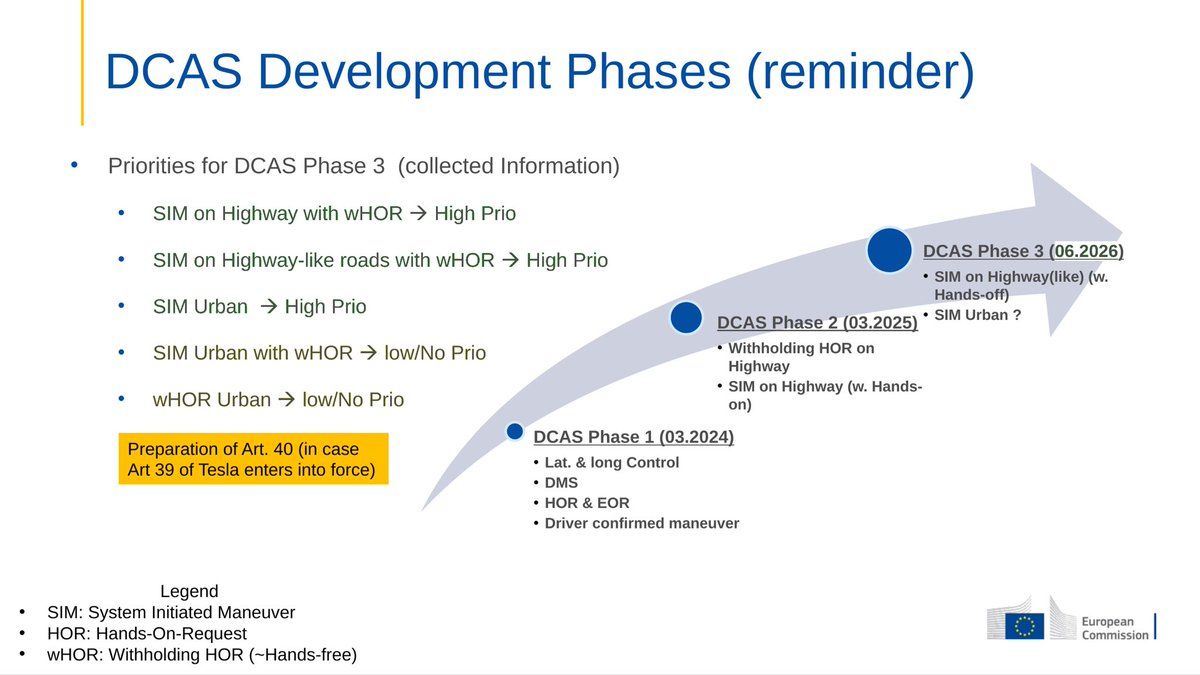 DCAS Development Phases (reminder)
• Priorities for DCAS Phase 3 (collected Information)
• SIM on Highway with wHOR → High Prio
• SIM on Highway-like roads with wHOR → High Prio
• SIM Urban → High Prio
• SIM Urban with wHOR → low/No Prio
• wHOR Urban → low/No Prio
Preparation of Art. 40 (in case
Art 39 of Tesla enters into force)
DCAS Phase 1 (03.2024)
• Lat. & long Control
• DMS
• HOR & EOR
• Driver confirmed maneuver
DCAS Phase 2 (03.2025)
• Withholding HOR on
Highway
• SIM on Highway (w. Hands-
on)
DCAS Phase 3 (06.2026)
• SIM on Highway(like) (w.
Hands-off)
• SIM Urban ?
Legend
• SIM: System Initiated Maneuver
• HOR: Hands-On-Request
• wHOR: Withholding HOR (~Hands-free)
European
Commission